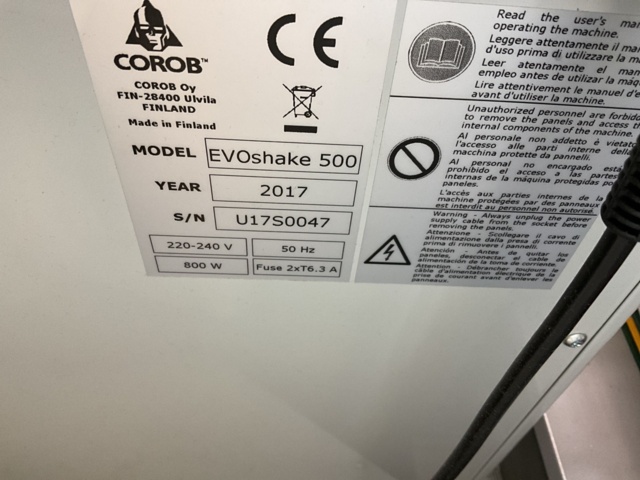 COROB™
COROB Oy
FIN-28400 Ulvila
FINLAND
Made in Finland
MODEL EVOshake 500
YEAR 2017
S/N U17S0047
220-240 V 50 Hz
800 W Fuse 2xT6.3 A
CE
Read the user's
operating the machine.
Leggere attentamente il
d'uso prima di utilizzare la
Leer atentamente el
empleo antes de utilizar la
Lire attentivement le manuel
avant d'utiliser la machine.
Unauthorized personnel are
to remove the panels and access
internal components of the machine.
Al personale non addetto è
l'accesso alle parti interne
macchina protette da pannelli.
Al personal no encargado
prohibido el acceso a las
internas de la máquina protegidas
paneles.
L'accès aux parties internes de
machine protégées par des panneaux
est interdit au personnel non autorisé
Warning - Always unplug the power
supply cable from the socket before
removing the panels.
Attenzione - Scollegare il cavo di
alimentazione dalla presa di corrente
prima di rimuovere i pannelli.
Atención - Antes de quitar los
paneles, desconectar el cable de
alimentación de la toma de corriente.
Attention - Débrancher toujours le
câble d'alimentation électrique de la
prise de courant avant d'enlever les
panneaux.